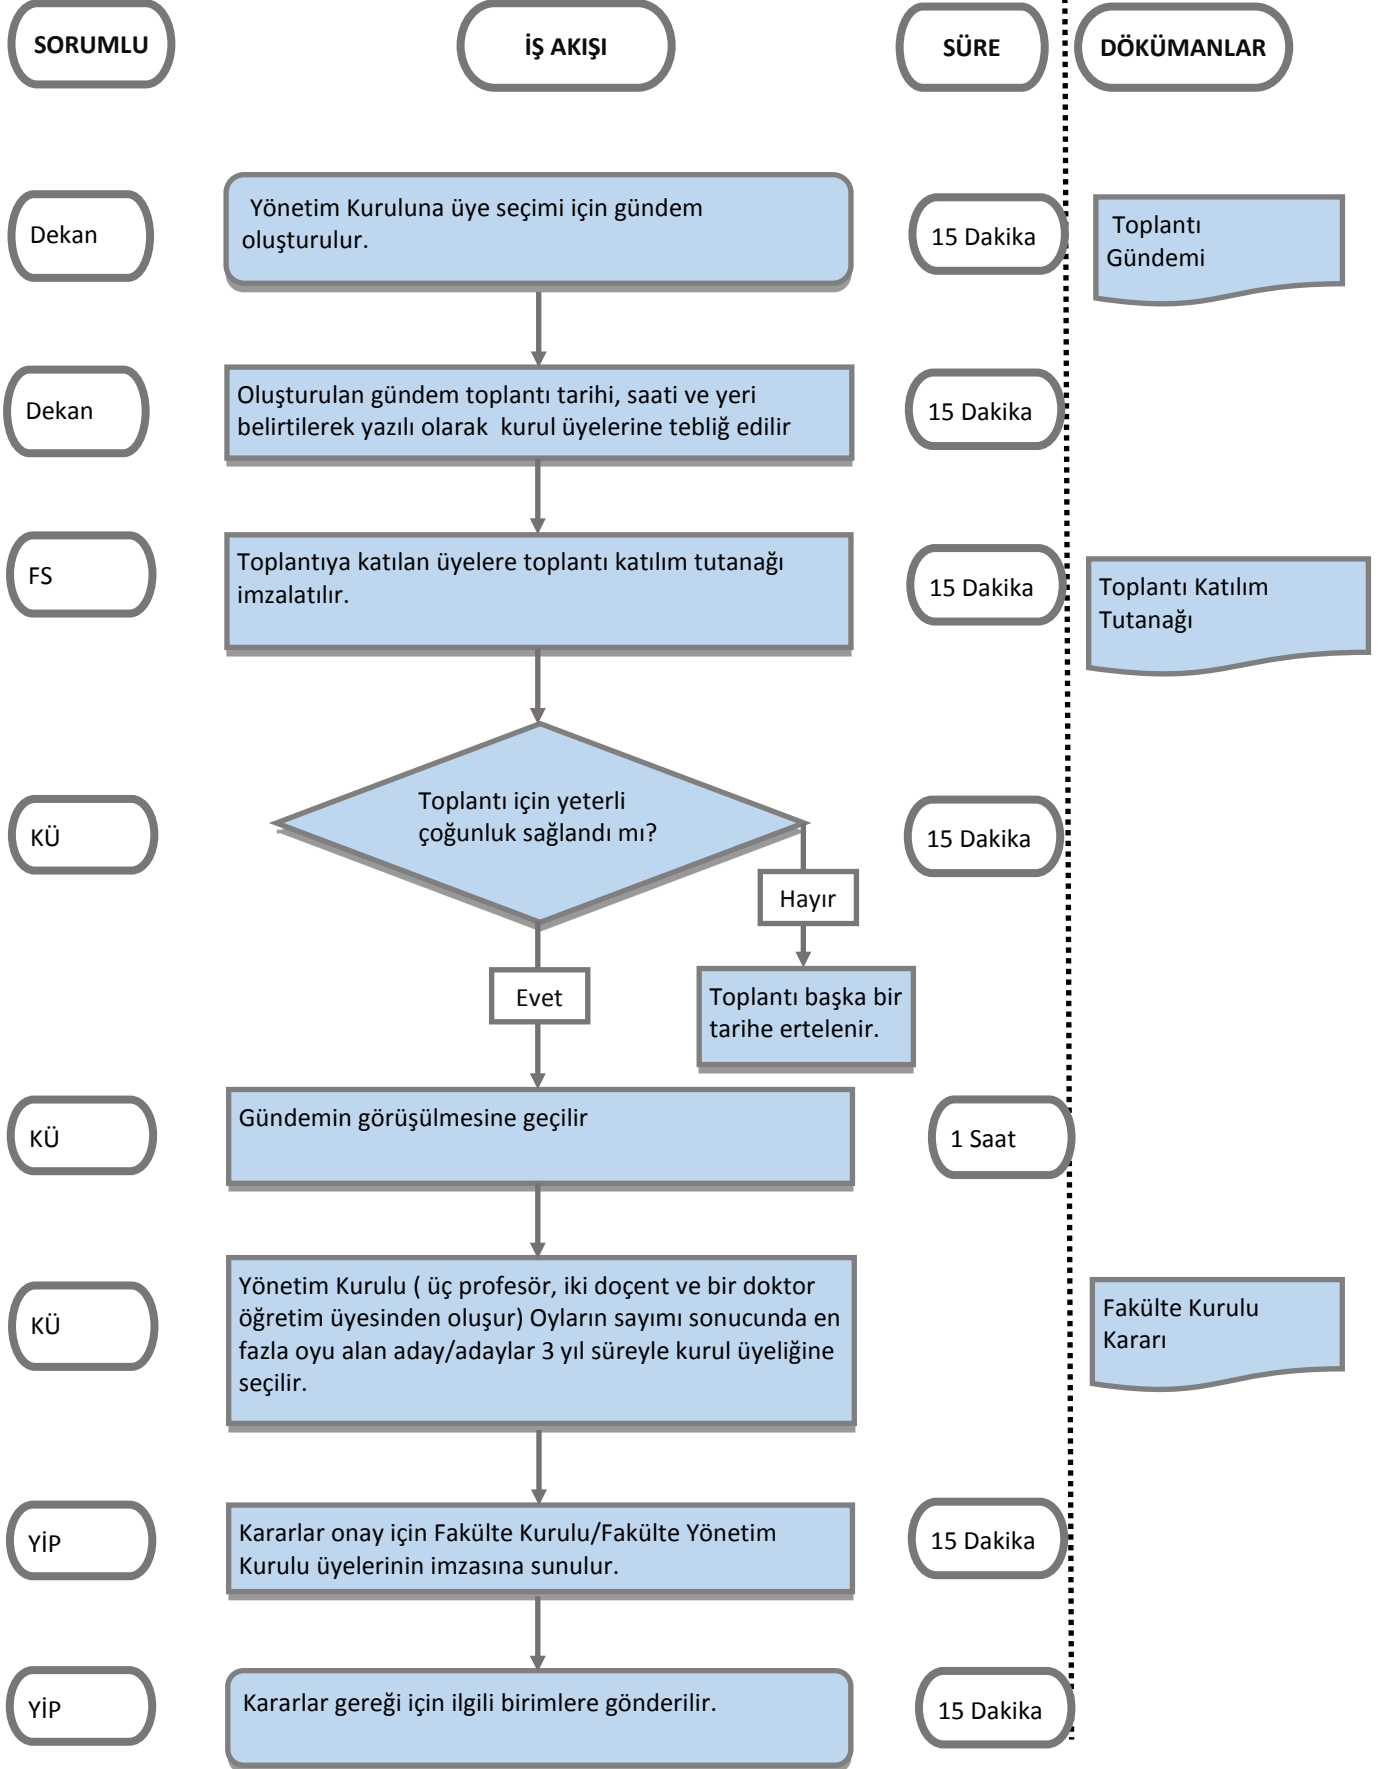 SORUMLU
İŞ AKIŞI
SÜRE
DÖKÜMANLAR
Dekan
Yönetim Kuruluna üye seçimi için gündem
oluşturulur.
15 Dakika
Toplantı
Gündemi
Dekan
Oluşturulan gündem toplantı tarihi, saati ve yeri
belirtilerek yazılı olarak  kurul üyelerine tebliğ edilir
15 Dakika
FS
Toplantıya katılan üyelere toplantı katılım tutanağı
imzalatılır.
15 Dakika
Toplantı Katılım
Tutanağı
KÜ
Toplantı için yeterli
çoğunluk sağlandı mı?
15 Dakika
Hayır
Evet
Toplantı başka bir
tarihe ertelenir.
KÜ
Gündemin görüşülmesine geçilir
1 Saat
KÜ
Yönetim Kurulu ( üç profesör, iki doçent ve bir doktor
öğretim üyesinden oluşur) Oyların sayımı sonucunda en
fazla oyu alan aday/adaylar 3 yıl süreyle kurul üyeliğine
seçilir.
Fakülte Kurulu
Kararı
YİP
Kararlar onay için Fakülte Kurulu/Fakülte Yönetim
Kurulu üyelerinin imzasına sunulur.
15 Dakika
YİP
Kararlar gereği için ilgili birimlere gönderilir.
15 Dakika